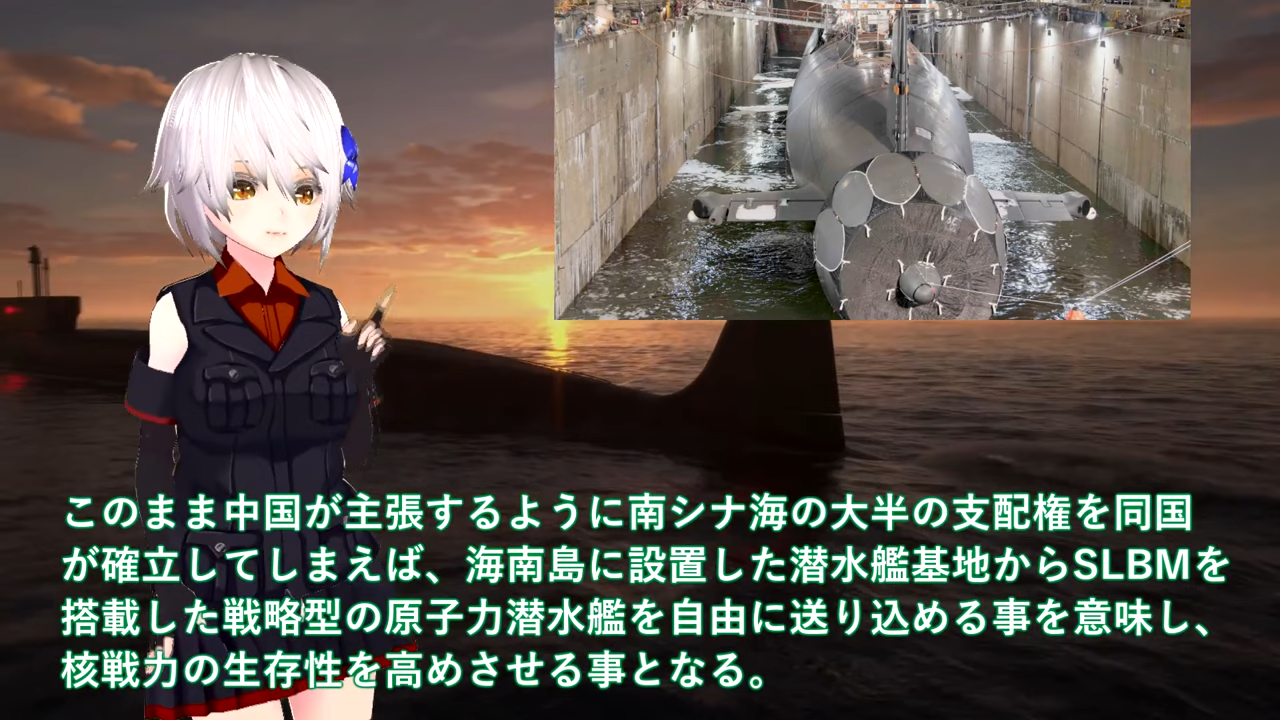 このまま中国が主張するように南シナ海の大半の支配権を同国
が確立してしまえば、海南島に設置した潜水艦基地からSLBMを
搭載した戦略型の原子力潜水艦を自由に送り込める事を意味し、
核戦力の生存性を高めさせる事となる。